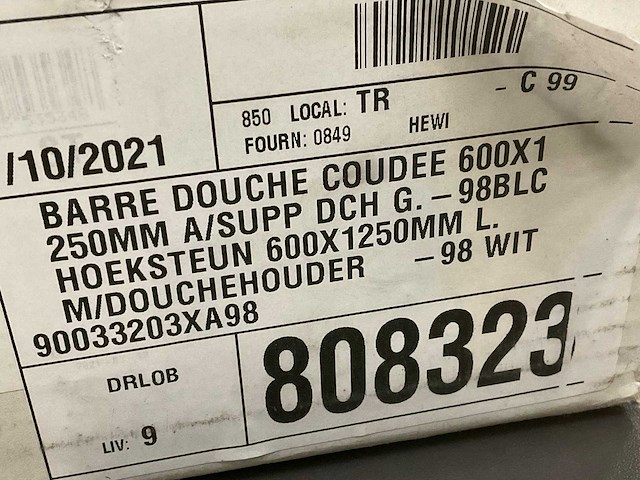 850 LOCAL: TR - C 99
FOURN: 0849 HEWI
/10/2021
BARRE DOUCHE COUDEE 600X1
250MM A/SUPP DCH G. - 98BLC
HOEKSTEUN 600X1250MM L.
M/DOUCHEHOUDER - 98 WIT
90033203XA98
DRLOB
808323
LIV: 9